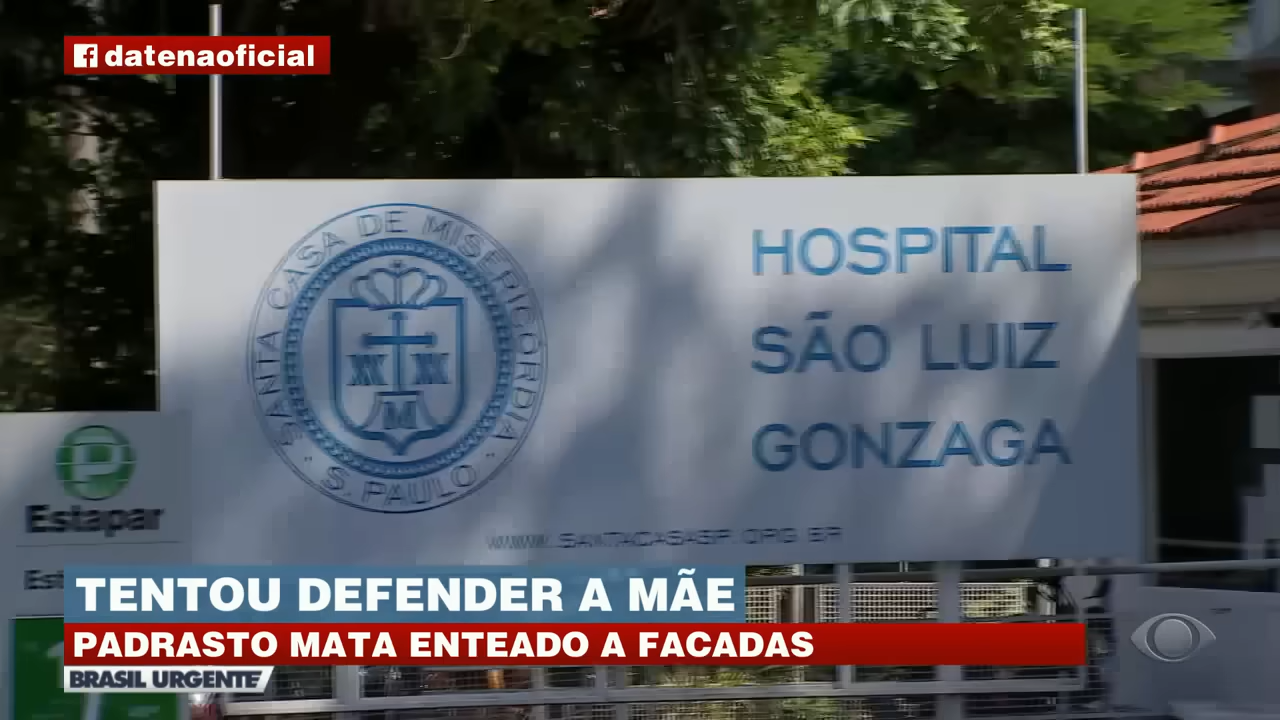 datenaoficial
SANTA CASA DE MISERICÓRDIA
S. PAULO
M
HOSPITAL
SÃO LUIZ
GONZAGA
WWW.SANTACASASP.ORG.BR
P
Estapar
TENTOU DEFENDER A MÃE
PADRASTO MATA ENTEADO A FACADAS
BRASIL URGENTE